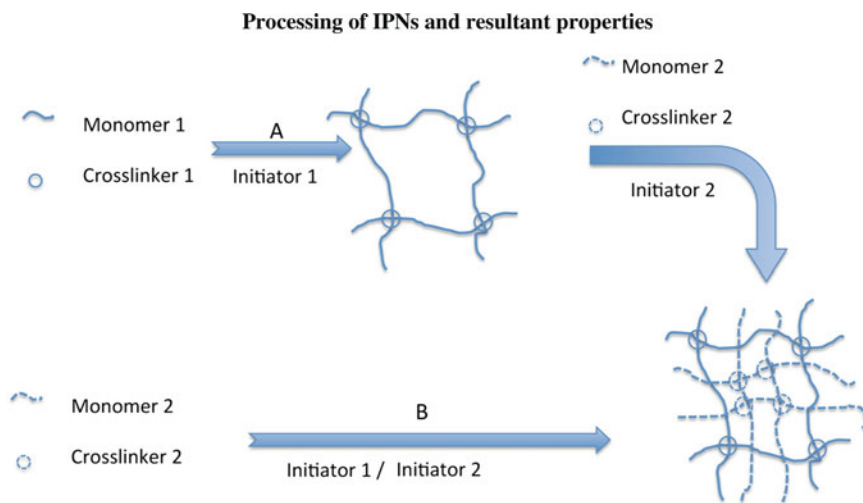 Processing of IPNs and resultant properties
Monomer 1
Crosslinker 1
A
Initiator 1
Monomer 2
Crosslinker 2
Initiator 2
Monomer 2
Crosslinker 2
B
Initiator 1 / Initiator 2